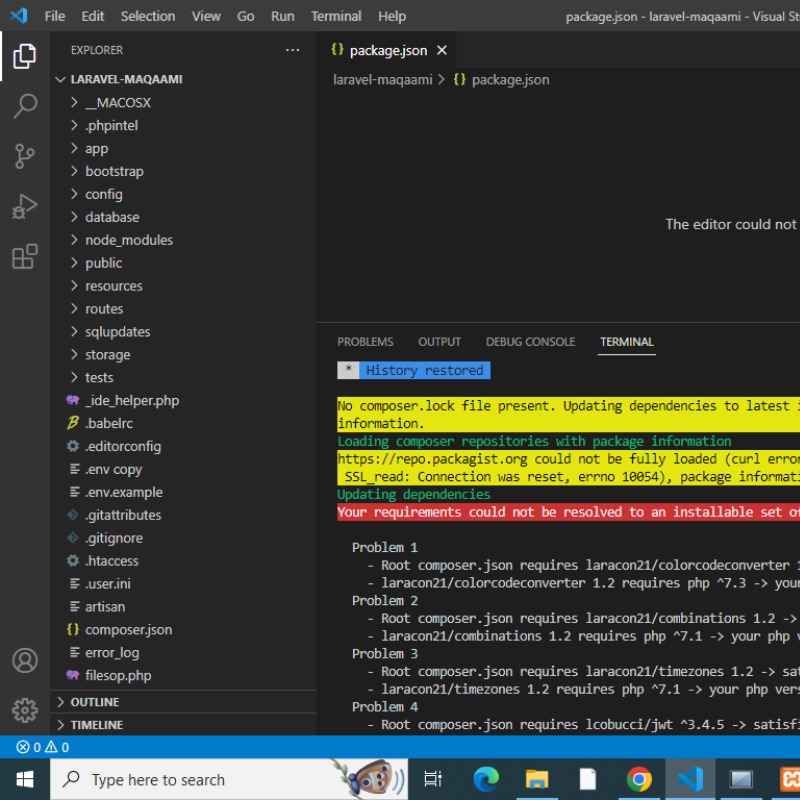 File Edit Selection View Go Run Terminal Help
package.json - laravel-maqaami - Visual
EXPLORER
package.json
LARAVEL-MAQAAMI
laravel-maqaami > package.json
__MACOSX
.phpintel
app
bootstrap
config
database
node_modules
public
resources
routes
sqlupdates
storage
tests
_ide_helper.php
.babelrc
.editorconfig
.env copy
.env.example
.gitattributes
.gitignore
.htaccess
.user.ini
artisan
composer.json
error_log
filesop.php
OUTLINE
TIMELINE
The editor could not
PROBLEMS OUTPUT DEBUG CONSOLE TERMINAL
* History restored
No composer.lock file present. Updating dependencies to latest
information.
Loading composer repositories with package information
https://repo.packagist.org could not be fully loaded (curl error
SSL_read: Connection was reset, errno 10054), package informati
Updating dependencies
Your requirements could not be resolved to an installable set of
Problem 1
- Root composer.json requires laracon21/colorcodeconverter 1
- laracon21/colorcodeconverter 1.2 requires php ^7.3 -> your
Problem 2
- Root composer.json requires laracon21/combinations 1.2 ->
- laracon21/combinations 1.2 requires php ^7.1 -> your php v
Problem 3
- Root composer.json requires laracon21/timezones 1.2 -> sat
- laracon21/timezones 1.2 requires php ^7.1 -> your php vers
Problem 4
- Root composer.json requires lcobucci/jwt ^3.4.5 -> satisfi
0 0
Type here to search